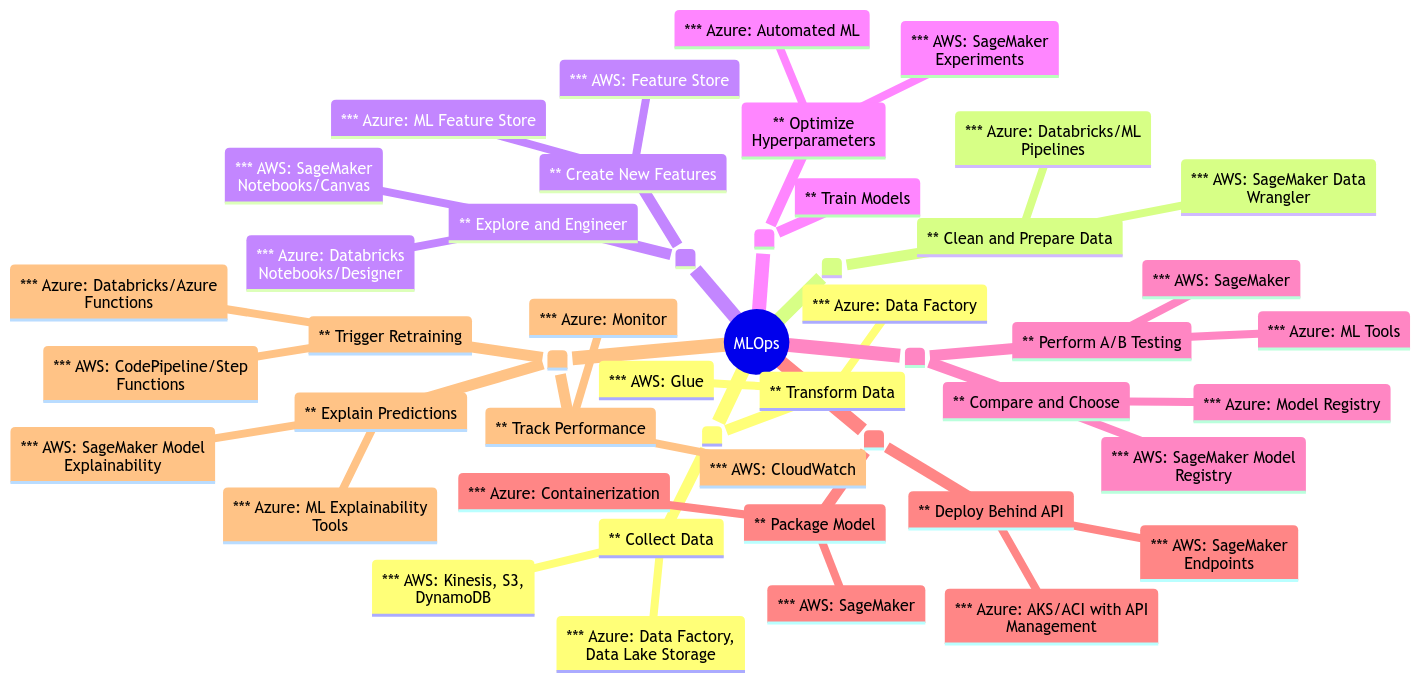 *** Azure: Automated ML
*** AWS: SageMaker
Experiments
*** AWS: Feature Store
*** Azure: ML Feature Store
** Optimize
Hyperparameters
*** Azure: Databricks/ML
Pipelines
*** AWS: SageMaker
Notebooks/Canvas
** Create New Features
*** AWS: SageMaker Data
Wrangler
** Train Models
** Explore and Engineer
** Clean and Prepare Data
*** Azure: Databricks
Notebooks/Designer
*** Azure: Databricks/Azure
Functions
*** AWS: SageMaker
*** Azure: Data Factory
*** Azure: Monitor
** Trigger Retraining
MLOps
** Perform A/B Testing
*** Azure: ML Tools
*** AWS: CodePipeline/Step
Functions
*** AWS: Glue
** Transform Data
** Compare and Choose
*** Azure: Model Registry
** Explain Predictions
** Track Performance
*** AWS: SageMaker Model
Explainability
*** AWS: CloudWatch
*** AWS: SageMaker Model
Registry
*** Azure: ML Explainability
Tools
*** Azure: Containerization
** Package Model
** Deploy Behind API
** Collect Data
*** AWS: SageMaker
Endpoints
*** AWS: Kinesis, S3,
DynamoDB
*** AWS: SageMaker
*** Azure: AKS/ACI with API
Management
*** Azure: Data Factory,
Data Lake Storage